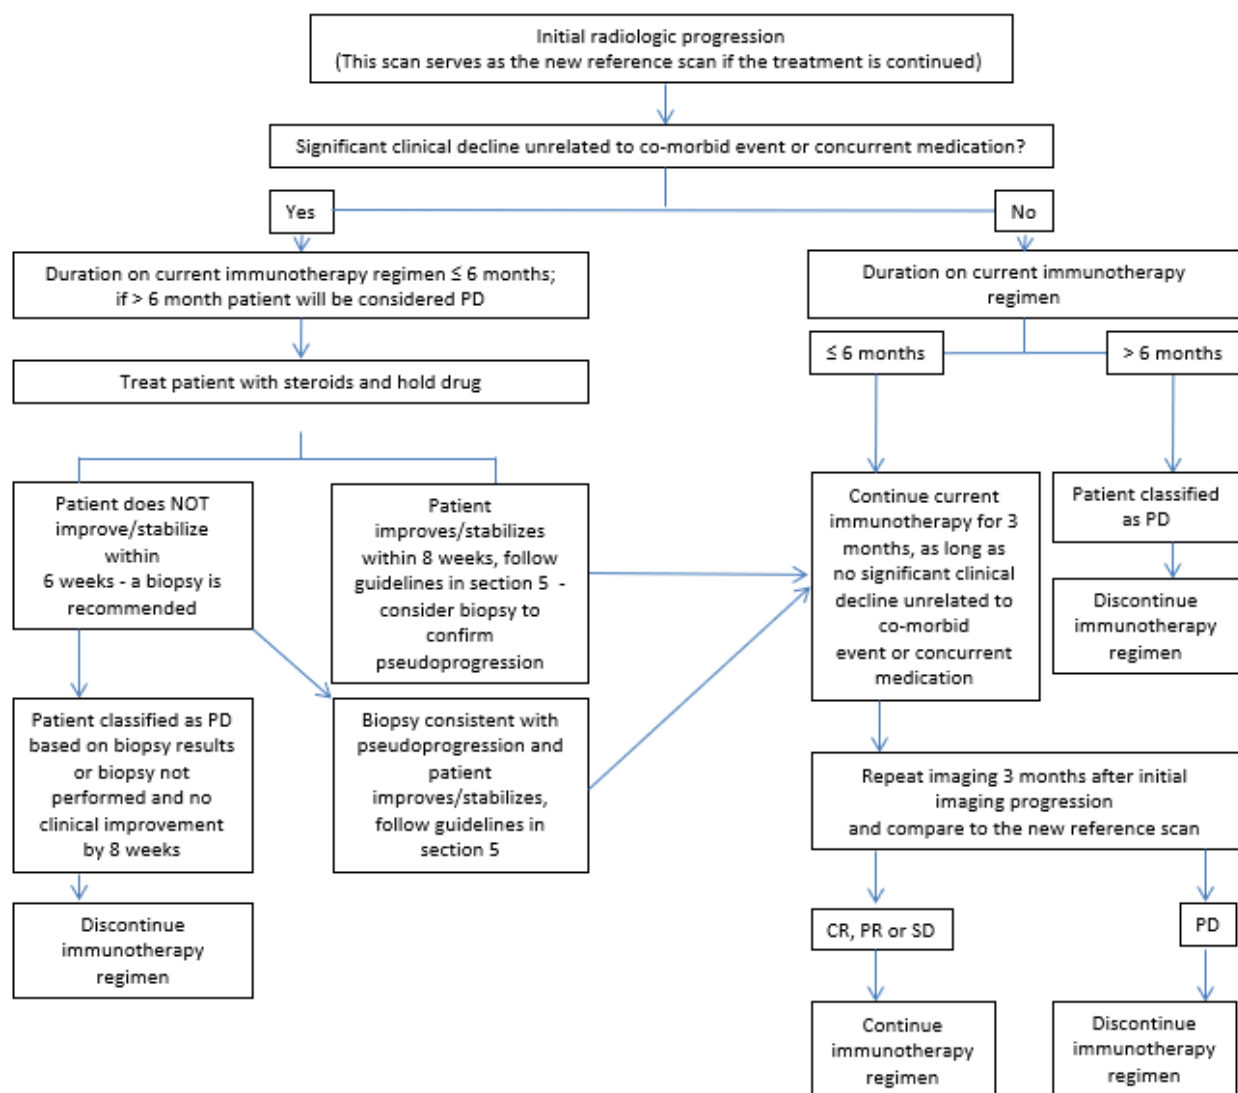 Initial radiologic progression
(This scan serves as the new reference scan if the treatment is continued)
Significant clinical decline unrelated to co-morbid event or concurrent medication?
Yes
No
Duration on current immunotherapy regimen ≤ 6 months;
if > 6 month patient will be considered PD
Duration on current immunotherapy
regimen
≤ 6 months
> 6 months
Treat patient with steroids and hold drug
Patient does NOT
improve/stabilize
within
6 weeks - a biopsy is
recommended
Patient
improves/stabilizes
within 8 weeks, follow
guidelines in section 5 -
consider biopsy to
confirm
pseudoprogression
Continue current
immunotherapy for 3
months, as long as
no significant clinical
decline unrelated to
co-morbid
event or concurrent
medication
Patient classified
as PD
Discontinue
immunotherapy
regimen
Patient classified as PD
based on biopsy results
or biopsy not
performed and no
clinical improvement
by 8 weeks
Biopsy consistent with
pseudoprogression and
patient
improves/stabilizes,
follow guidelines in
section 5
Repeat imaging 3 months after initial
imaging progression
and compare to the new reference scan
Discontinue
immunotherapy
regimen
CR, PR or SD
PD
Continue
immunotherapy
regimen
Discontinue
immunotherapy
regimen